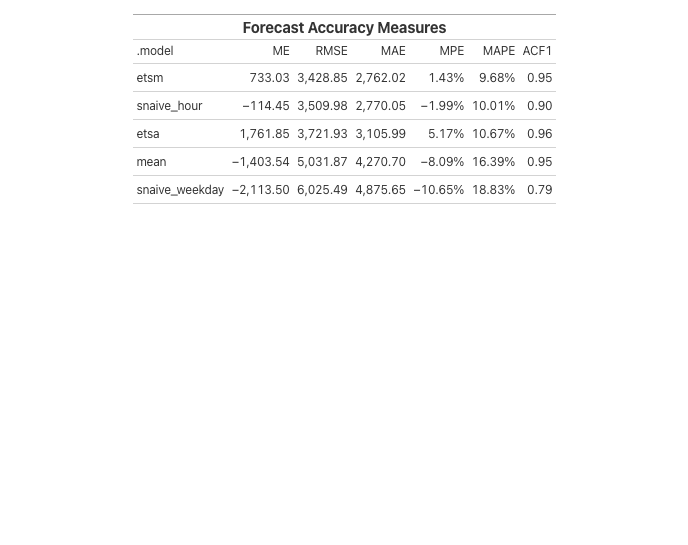 Forecast Accuracy Measures
.model ME RMSE MAE MPE MAPE ACF1
etsm 733.03 3,428.85 2,762.02 1.43% 9.68% 0.95
snaive_hour −114.45 3,509.98 2,770.05 −1.99% 10.01% 0.90
etsa 1,761.85 3,721.93 3,105.99 5.17% 10.67% 0.96
mean −1,403.54 5,031.87 4,270.70 −8.09% 16.39% 0.95
snaive_weekday −2,113.50 6,025.49 4,875.65 −10.65% 18.83% 0.79